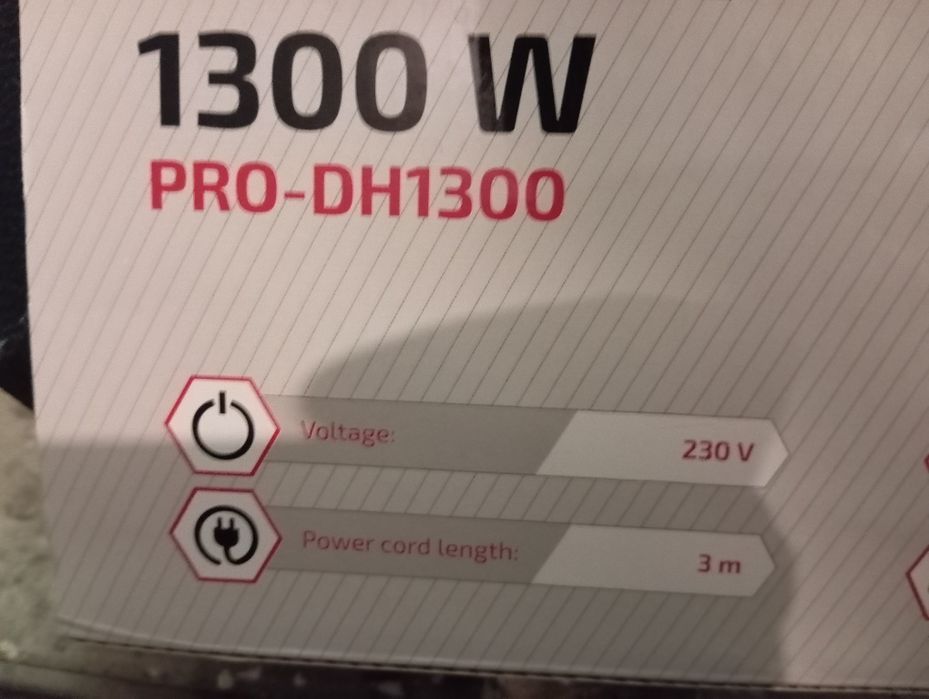 1300 W
PRO-DH1300
Voltage: 230 V
Power cord length: 3 m